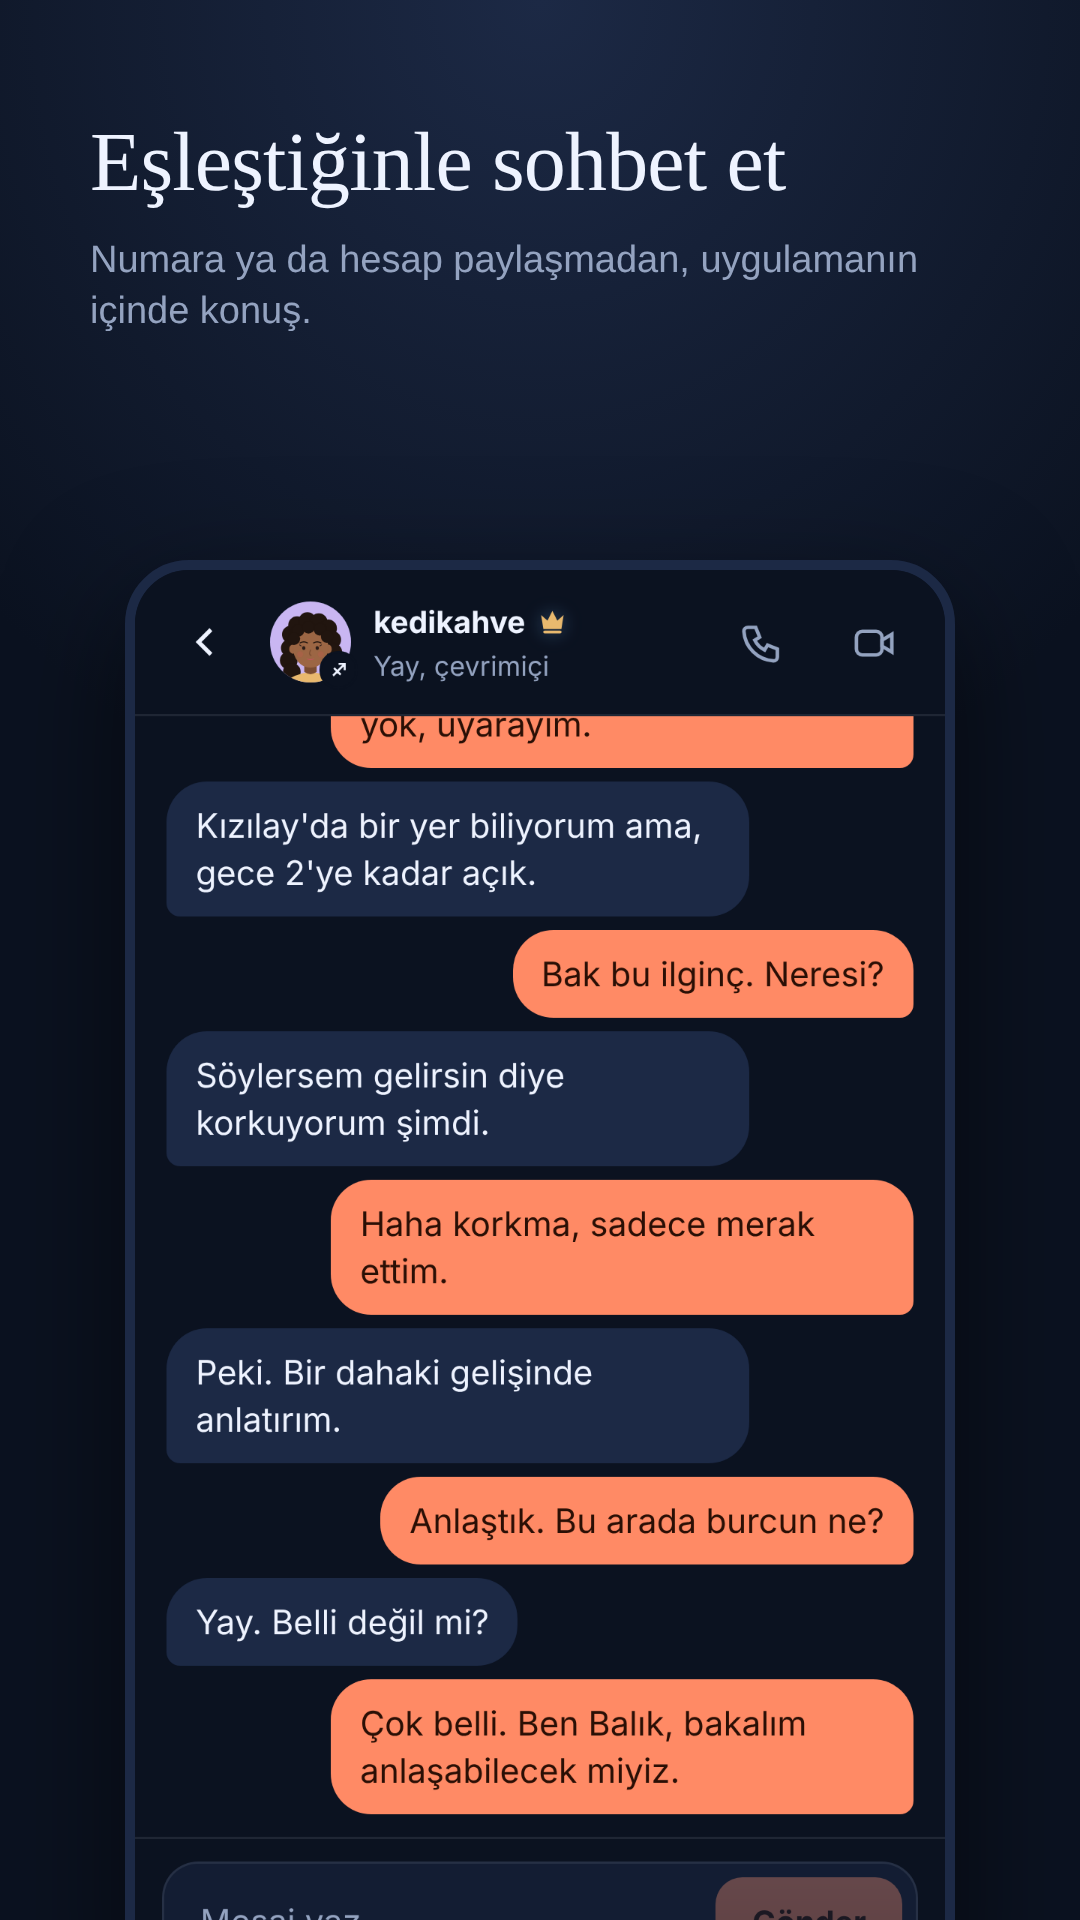 Eşleştiğinle sohbet et
Numara ya da hesap paylaşmadan, uygulamanın
içinde konuş.
kedikahve
Yay, çevrimiçi
yok, uyarayım.
Kızılay'da bir yer biliyorum ama,
gece 2'ye kadar açık.
Bak bu ilginç. Neresi?
Söylersem gelirsin diye
korkuyorum şimdi.
Haha korkma, sadece merak
ettim.
Peki. Bir dahaki gelişinde
anlatırım.
Anlaştık. Bu arada burcun ne?
Yay. Belli değil mi?
Çok belli. Ben Balık, bakalım
anlaşabilecek miyiz.
Mesaj yaz
Gönder